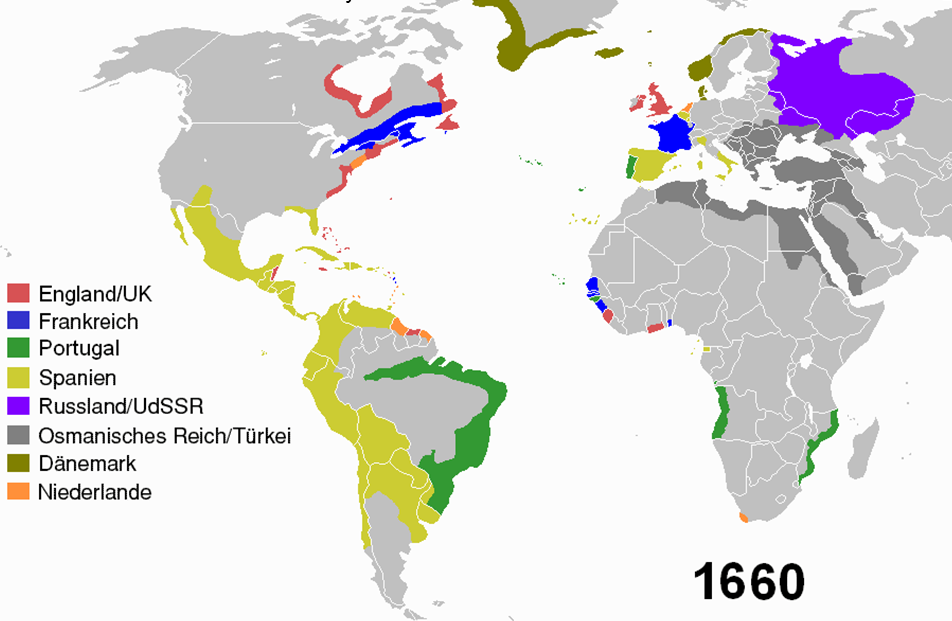 England/UK
Frankreich
Portugal
Spanien
Russland/UdSSR
Osmanisches Reich/Türkei
Dänemark
Niederlande
1660